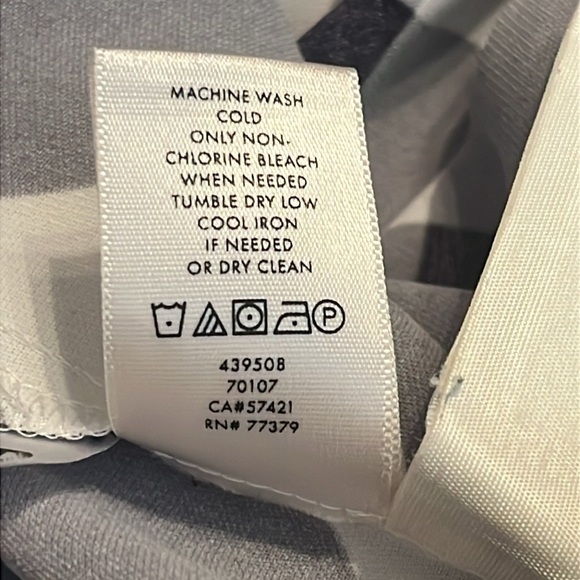 MACHINE WASH
COLD
ONLY NON-
CHLORINE BLEACH
WHEN NEEDED
TUMBLE DRY LOW
COOL IRON
IF NEEDED
OR DRY CLEAN
P
439508
70107
CA#57421
RN# 77379